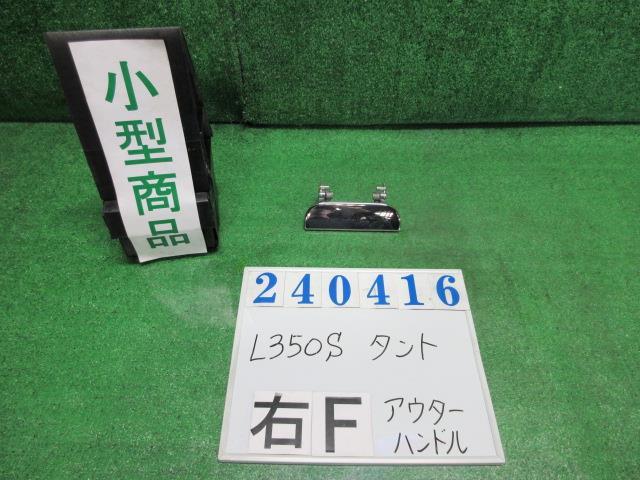 小型商品
240416
L350S タント
右F アウター
ハンドル